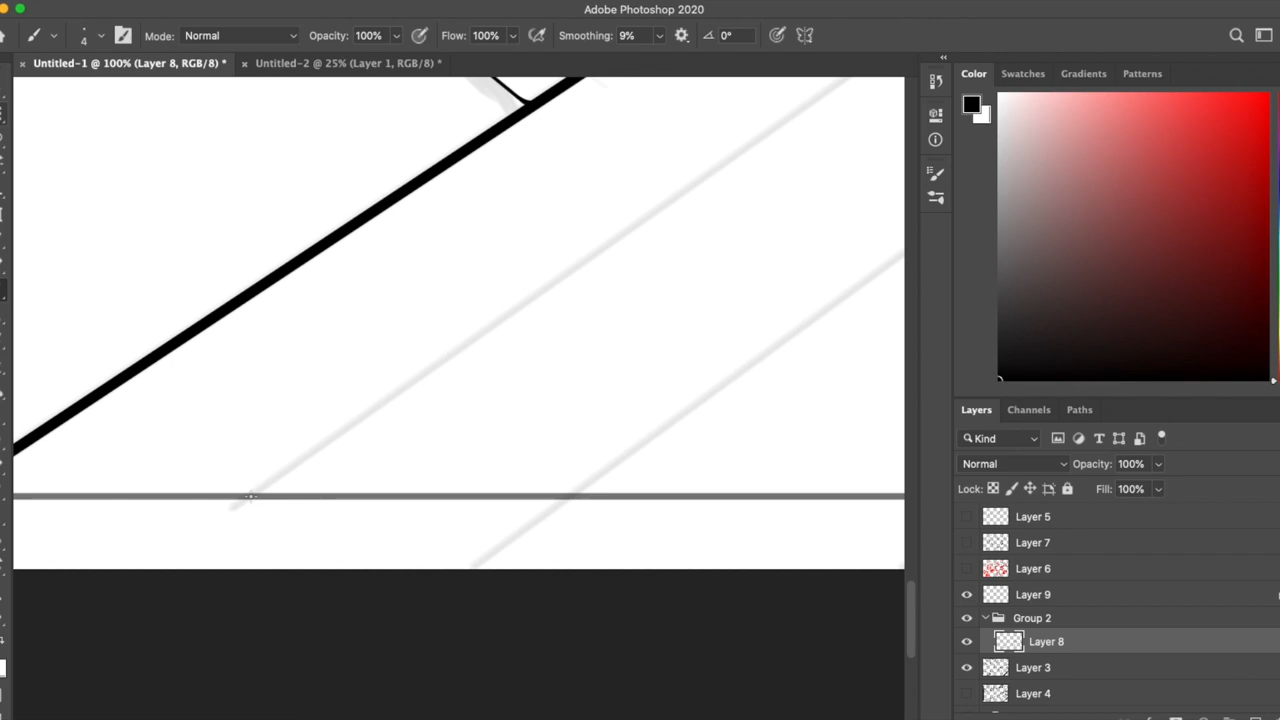 Adobe Photoshop 2020
4 Mode: Normal Opacity: 100% Flow: 100% Smoothing: 9% 0°
× Untitled-1 @ 100% (Layer 8, RGB/8) * × Untitled-2 @ 25% (Layer 1, RGB/8) *
Color Swatches Gradients Patterns
Layers Channels Paths
Kind
Normal Opacity: 100%
Lock: Fill: 100%
Layer 5
Layer 7
Layer 6
Layer 9
Group 2
Layer 8
Layer 3
Layer 4